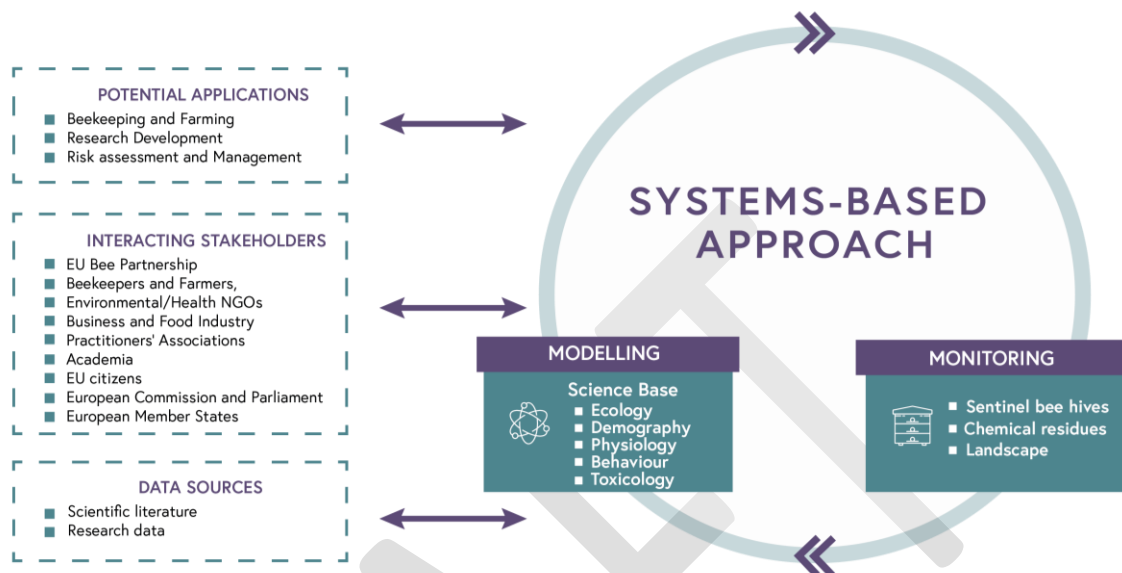 POTENTIAL APPLICATIONS
Beekeeping and Farming
Research Development
Risk assessment and Management
INTERACTING STAKEHOLDERS
EU Bee Partnership
Beekeepers and Farmers,
Environmental/Health NGOs
Business and Food Industry
Practitioners' Associations
Academia
EU citizens
European Commission and Parliament
European Member States
DATA SOURCES
Scientific literature
Research data
SYSTEMS-BASED
APPROACH
MODELLING
Science Base
Ecology
Demography
Physiology
Behaviour
Toxicology
MONITORING
Sentinel bee hives
Chemical residues
Landscape